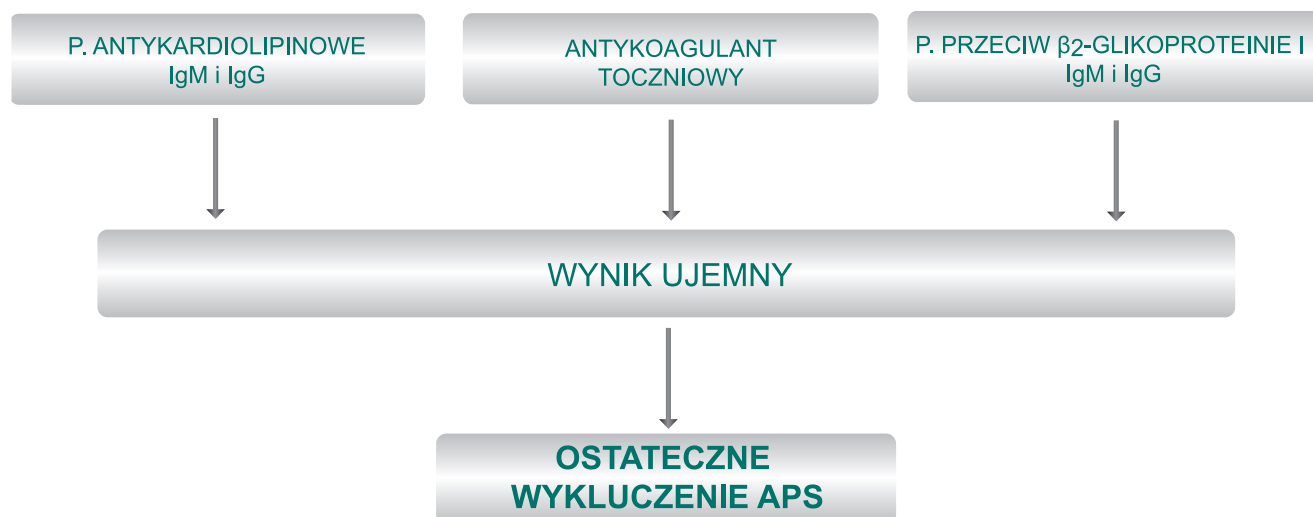 P. ANTYKARDIOLIPINOWE
IgM i IgG
ANTYKOAGULANT
TOCZNIOWY
P. PRZECIW β2-GLIKOPROTEINIE I
IgM i IgG
WYNIK UJEMNY
OSTATECZNE
WYKLUCZENIE APS